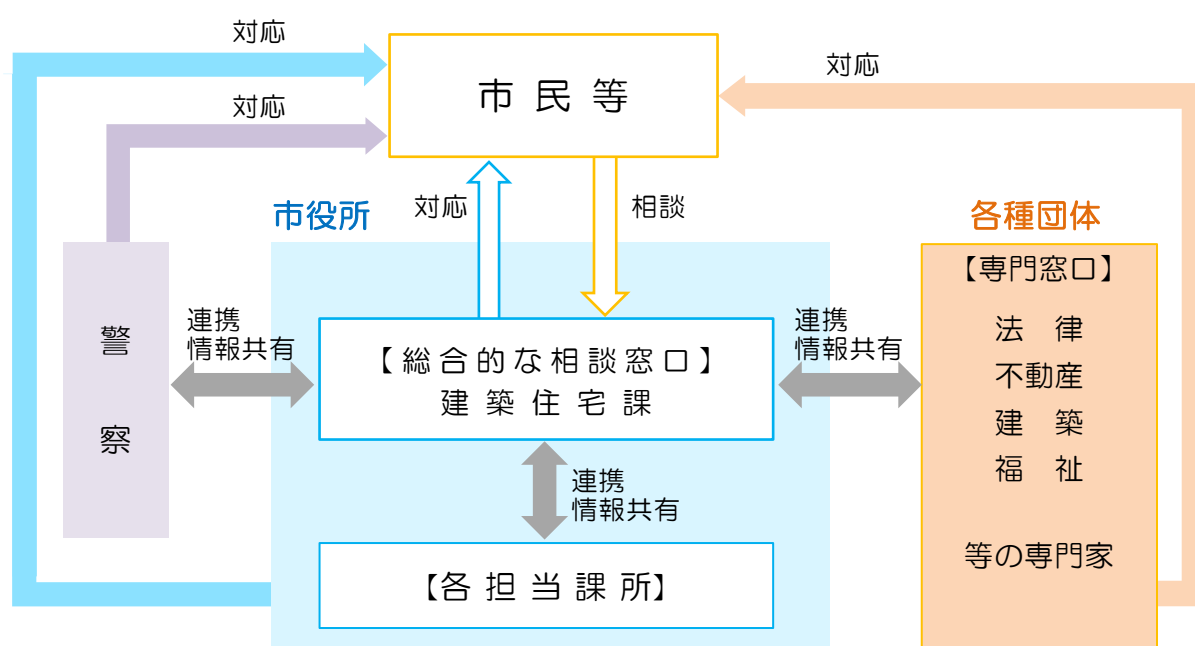 対応
対応
市民等
対応
対応
相談
市役所
各種団体
警
察
連携
情報共有
【総合的な相談窓口】
建築住宅課
連携
情報共有
連携
情報共有
【各担当課所】
【専門窓口】
法　律
不動産
建　築
福　祉
等の専門家